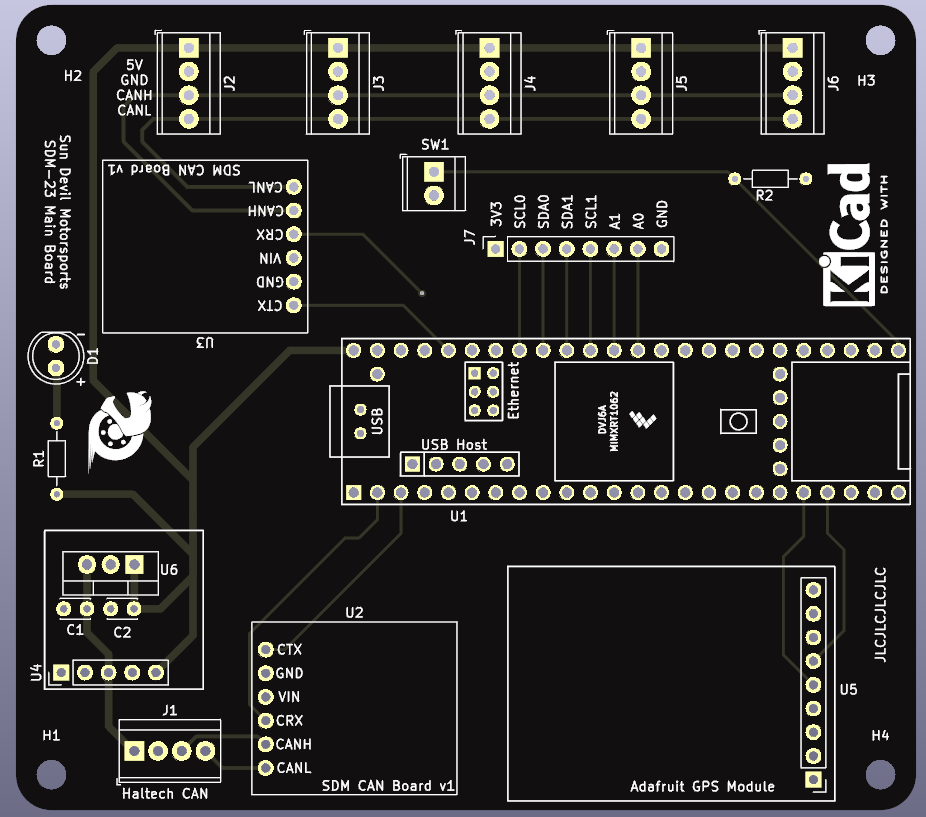 H2
5V
GND
CANH
CANL
J2
J3
J4
J5
J6
H3
Sun Devil Motorsports
SDM-23 Main Board
SDM CAN Board v1
CANL
CANH
CRX
VIN
GND
CTX
U3
SW1
R2
J7
3V3
SCL0
SDA0
SDA1
SCL1
A1
A0
GND
KiCad
DESIGNED WITH
-
D1
+
R1
USB
Ethernet
USB Host
DVJ6A
MIMXRT1062
U1
U6
C1
C2
U4
U2
CTX
GND
VIN
CRX
CANH
CANL
SDM CAN Board v1
J1
Haltech CAN
H1
JLCJLCJLCJLC
U5
Adafruit GPS Module
H4